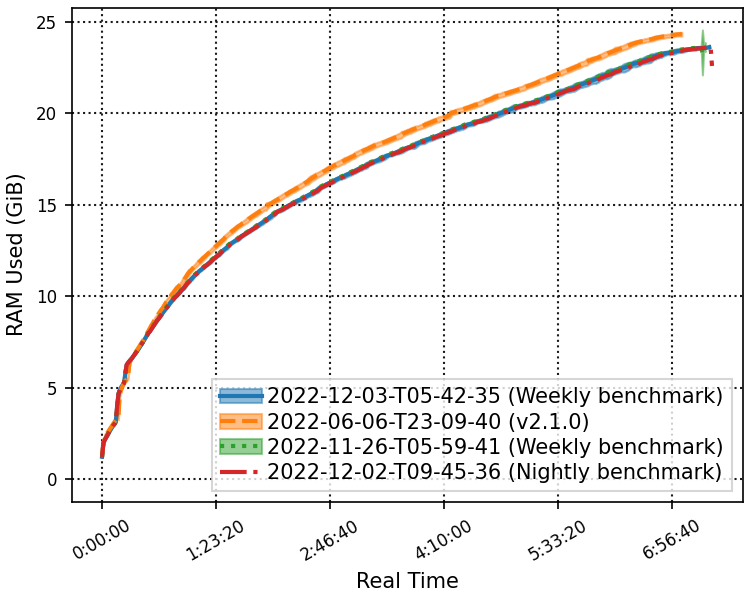 25
20
15
10
5
0
RAM Used (GiB)
2022-12-03-T05-42-35 (Weekly benchmark)
2022-06-06-T23-09-40 (v2.1.0)
2022-11-26-T05-59-41 (Weekly benchmark)
2022-12-02-T09-45-36 (Nightly benchmark)
0:00:00
1:23:20
2:46:40
4:10:00
5:33:20
6:56:40
Real Time